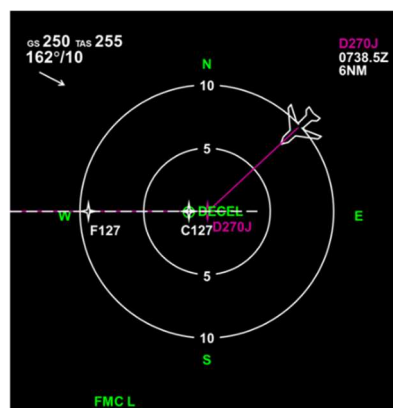 GS 250 TAS 255
162°/10
D270J
0738.5Z
6NM
N
10
5
W
DECEL
E
F127
C127
D270J
5
10
S
FMC L